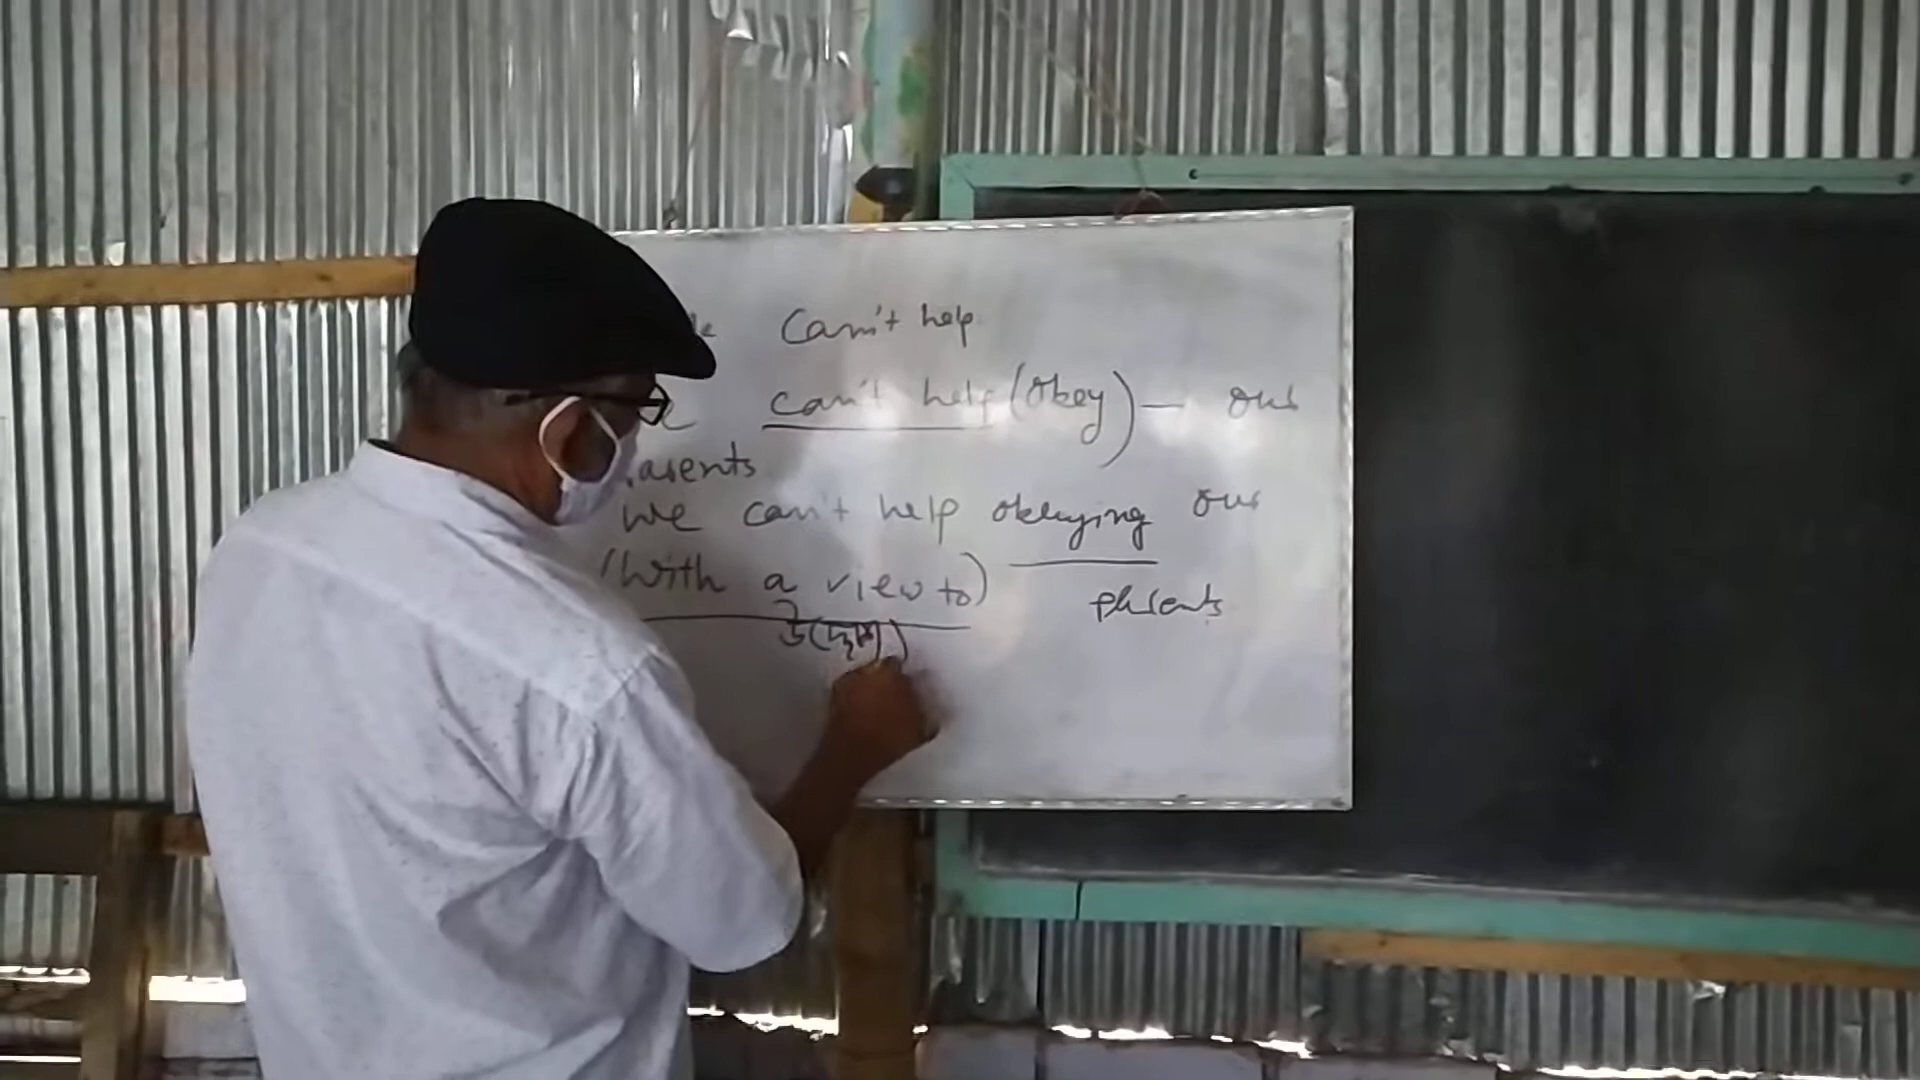 can't help
can't help (obey) — our
arents
we can't help obeying our
(with a view to)
parents